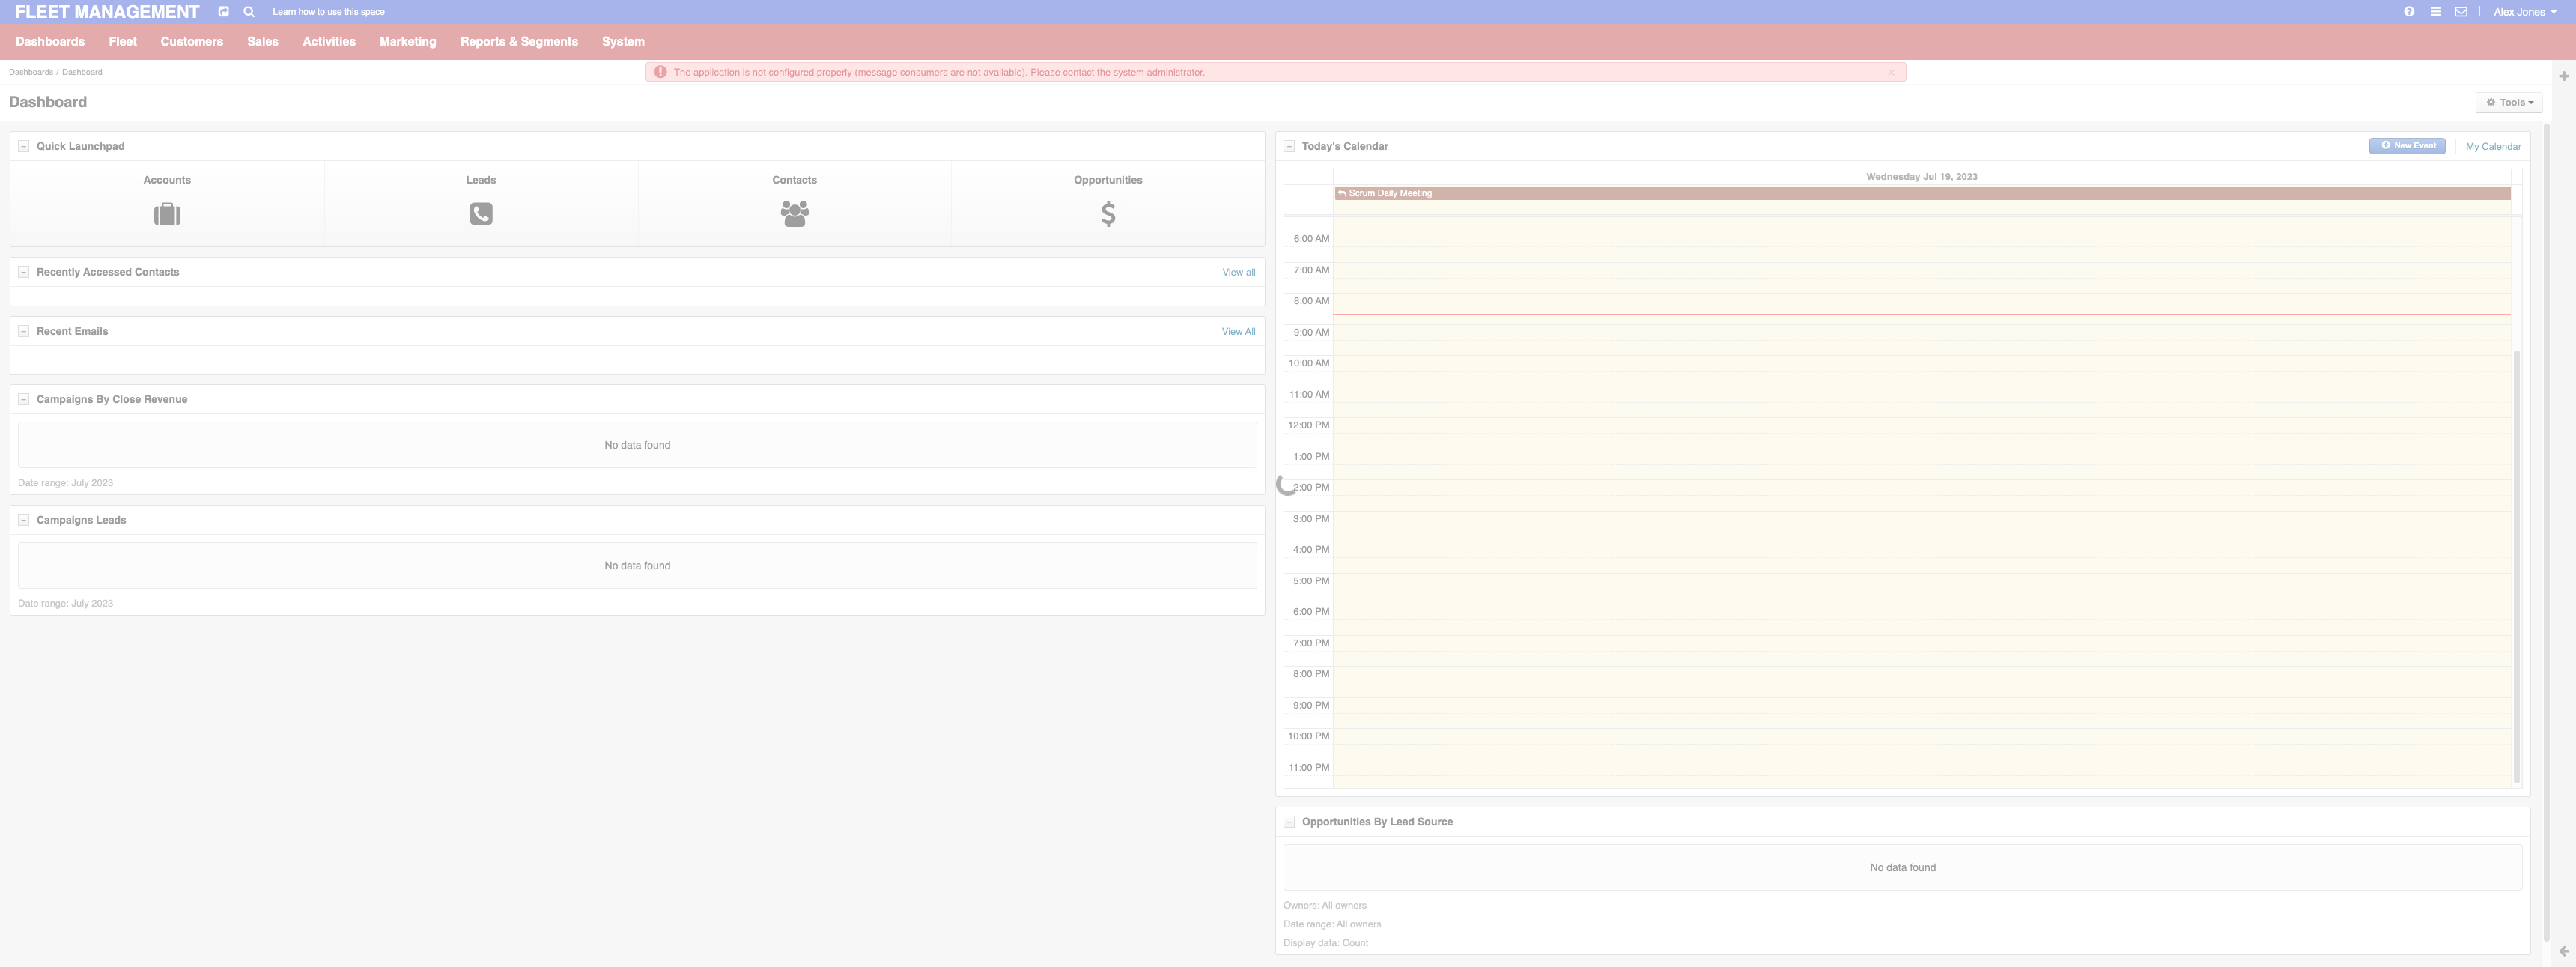 FLEET MANAGEMENT Learn how to use this space Alex Jones
Dashboards Fleet Customers Sales Activities Marketing Reports & Segments System
Dashboards / Dashboard
The application is not configured properly (message consumers are not available). Please contact the system administrator. ×
Dashboard
Tools
Quick Launchpad
Accounts Leads Contacts Opportunities
Recently Accessed Contacts View all
Recent Emails View All
Campaigns By Close Revenue
No data found
Date range: July 2023
Campaigns Leads
No data found
Date range: July 2023
Today's Calendar New Event My Calendar
Wednesday Jul 19, 2023
Scrum Daily Meeting
6:00 AM
7:00 AM
8:00 AM
9:00 AM
10:00 AM
11:00 AM
12:00 PM
1:00 PM
2:00 PM
3:00 PM
4:00 PM
5:00 PM
6:00 PM
7:00 PM
8:00 PM
9:00 PM
10:00 PM
11:00 PM
Opportunities By Lead Source
No data found
Owners: All owners
Date range: All owners
Display data: Count